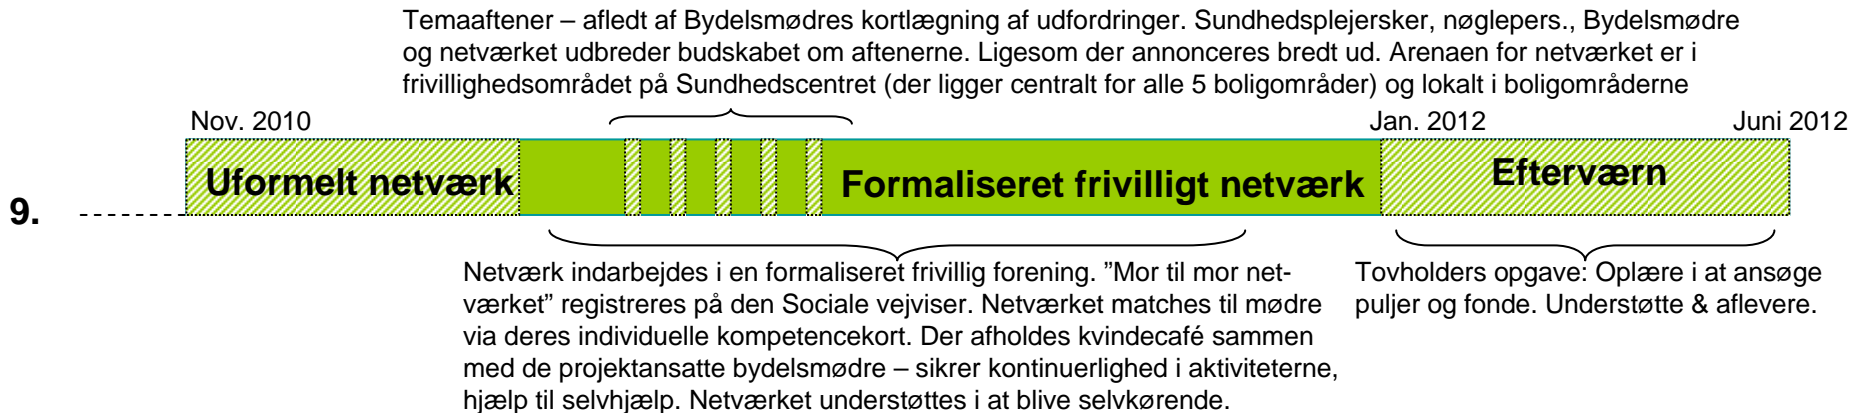 Temaaftener – afledt af Bydelsmødres kortlægning af udfordringer. Sundhedsplejersker, nøglepers., Bydelsmødre
og netværket udbreder budskabet om aftenerne. Ligesom der annonceres bredt ud. Arenaen for netværket er i
frivillighedsområdet på Sundhedscentret (der ligger centralt for alle 5 boligområder) og lokalt i boligområderne
Nov. 2010
Jan. 2012
Juni 2012
9.
Uformelt netværk
Formaliseret frivilligt netværk
Efterværn
Netværk indarbejdes i en formaliseret frivillig forening. ”Mor til mor net-
værket” registreres på den Sociale vejviser. Netværket matches til mødre
via deres individuelle kompetencekort. Der afholdes kvindecafé sammen
med de projektansatte bydelsmødre – sikrer kontinuerlighed i aktiviteterne,
hjælp til selvhjælp. Netværket understøttes i at blive selvkørende.
Tovholders opgave: Oplære i at ansøge
puljer og fonde. Understøtte & aflevere.